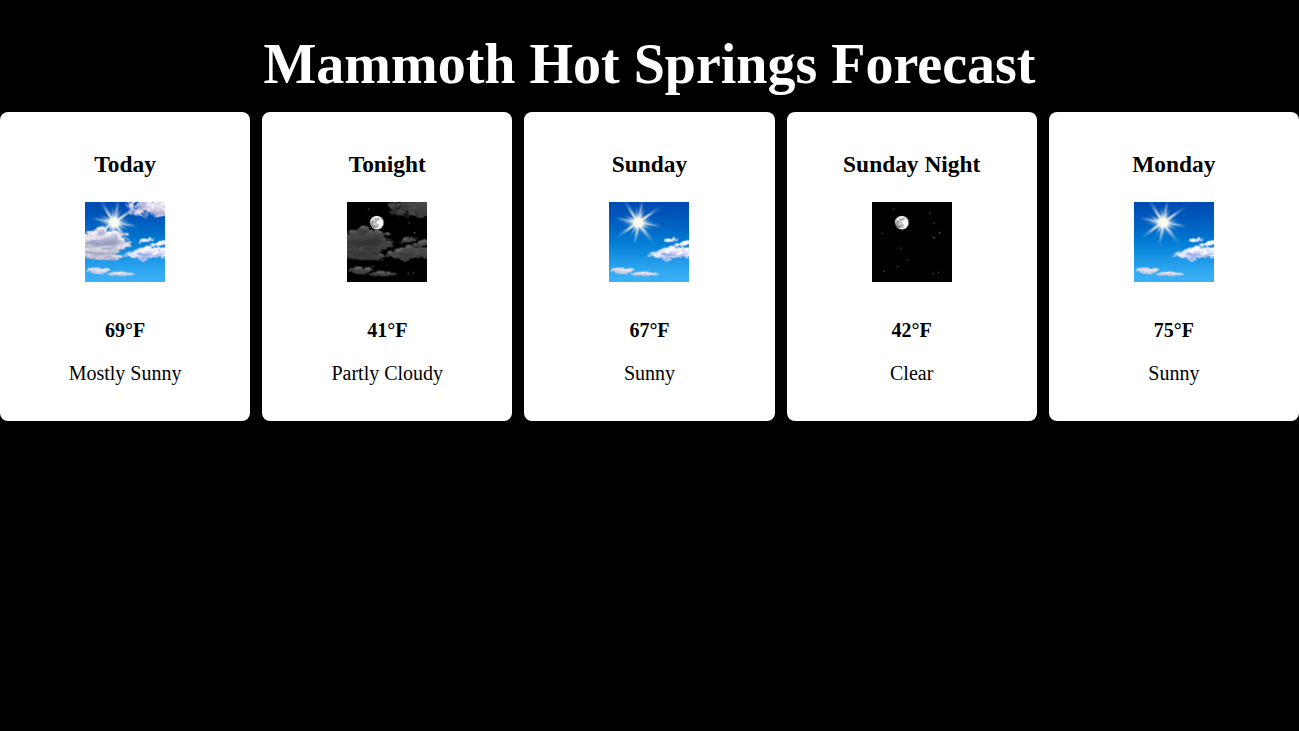 Mammoth Hot Springs Forecast
Today
69°F
Mostly Sunny
Tonight
41°F
Partly Cloudy
Sunday
67°F
Sunny
Sunday Night
42°F
Clear
Monday
75°F
Sunny